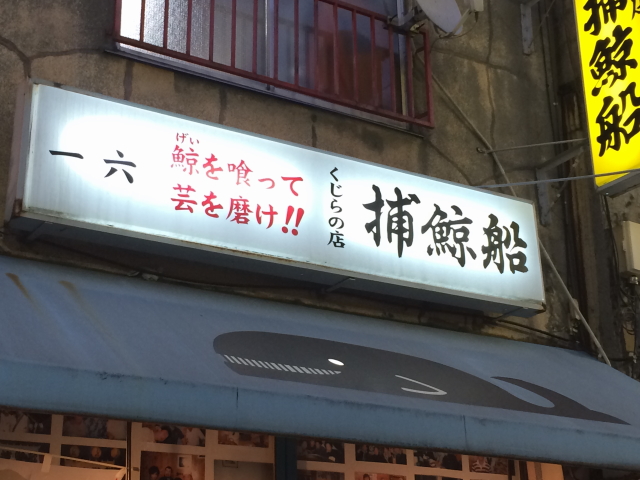 一六
げい
鯨を喰って
芸を磨け!!
くじらの店
捕鯨船
捕鯨船